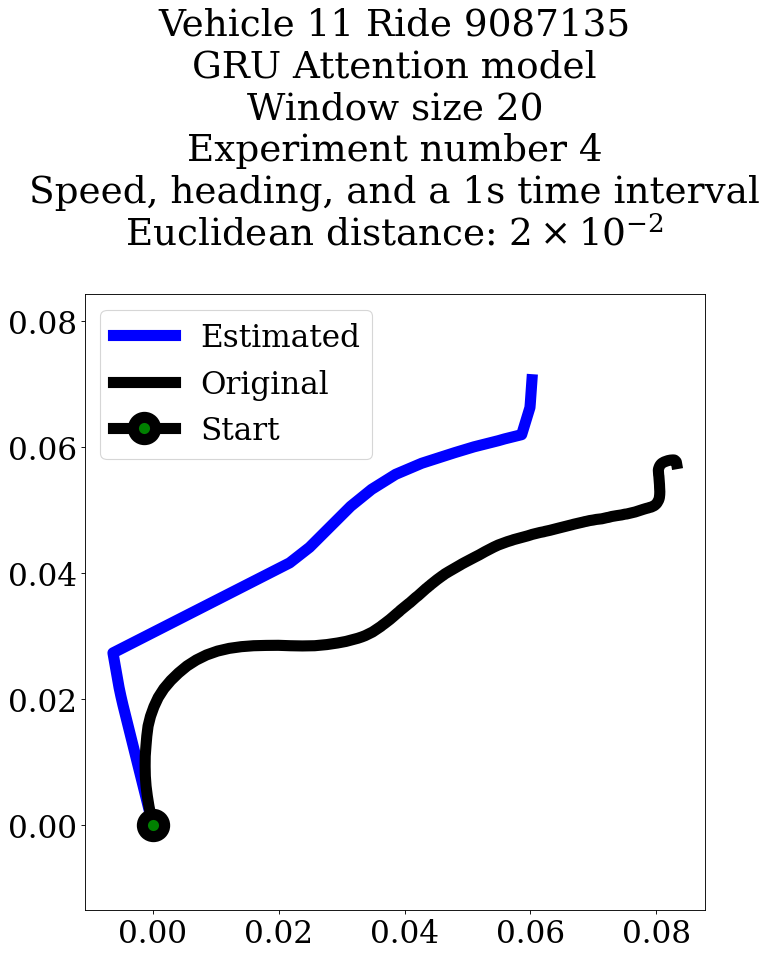 Vehicle 11 Ride 9087135
GRU Attention model
Window size 20
Experiment number 4
Speed, heading, and a 1s time interval
Euclidean distance: 2 × 10⁻²
Estimated
Original
Start
0.08
0.06
0.04
0.02
0.00
0.00 0.02 0.04 0.06 0.08